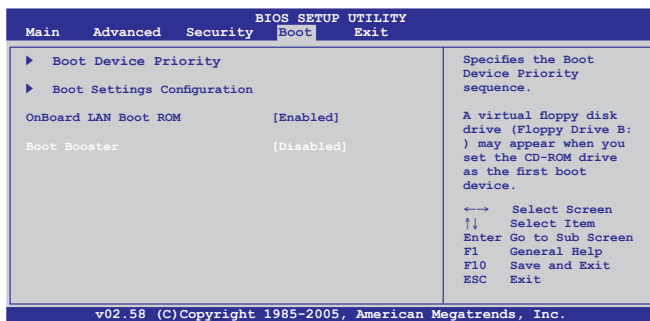 BIOS SETUP UTILITY
Main Advanced Security Boot Exit
Boot Device Priority
Boot Settings Configuration
OnBoard LAN Boot ROM [Enabled]
Boot Booster [Disabled]
Specifies the Boot
Device Priority
sequence.
A virtual floppy disk
drive (Floppy Drive B:
) may appear when you
set the CD-ROM drive
as the first boot
device.
←→ Select Screen
↑↓ Select Item
Enter Go to Sub Screen
F1 General Help
F10 Save and Exit
ESC Exit
v02.58 (C)Copyright 1985-2005, American Megatrends, Inc.